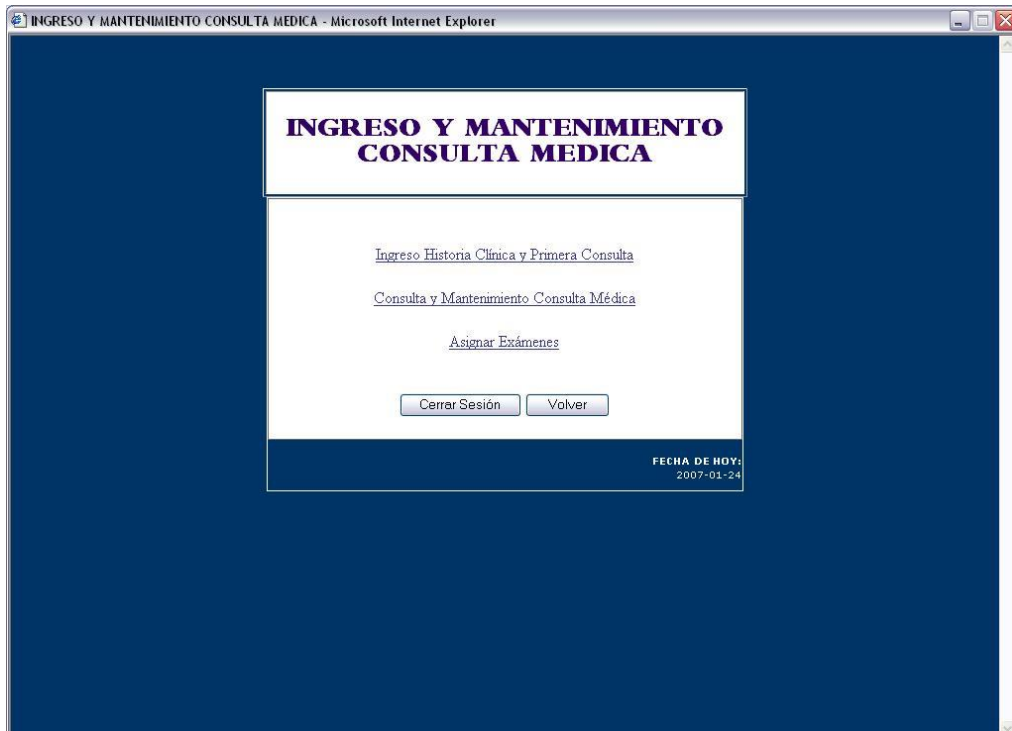 INGRESO Y MANTENIMIENTO CONSULTA MEDICA - Microsoft Internet Explorer
INGRESO Y MANTENIMIENTO
CONSULTA MEDICA
Ingreso Historia Clínica y Primera Consulta
Consulta y Mantenimiento Consulta Médica
Asignar Exámenes
Cerrar Sesión Volver
FECHA DE HOY:
2007-01-24